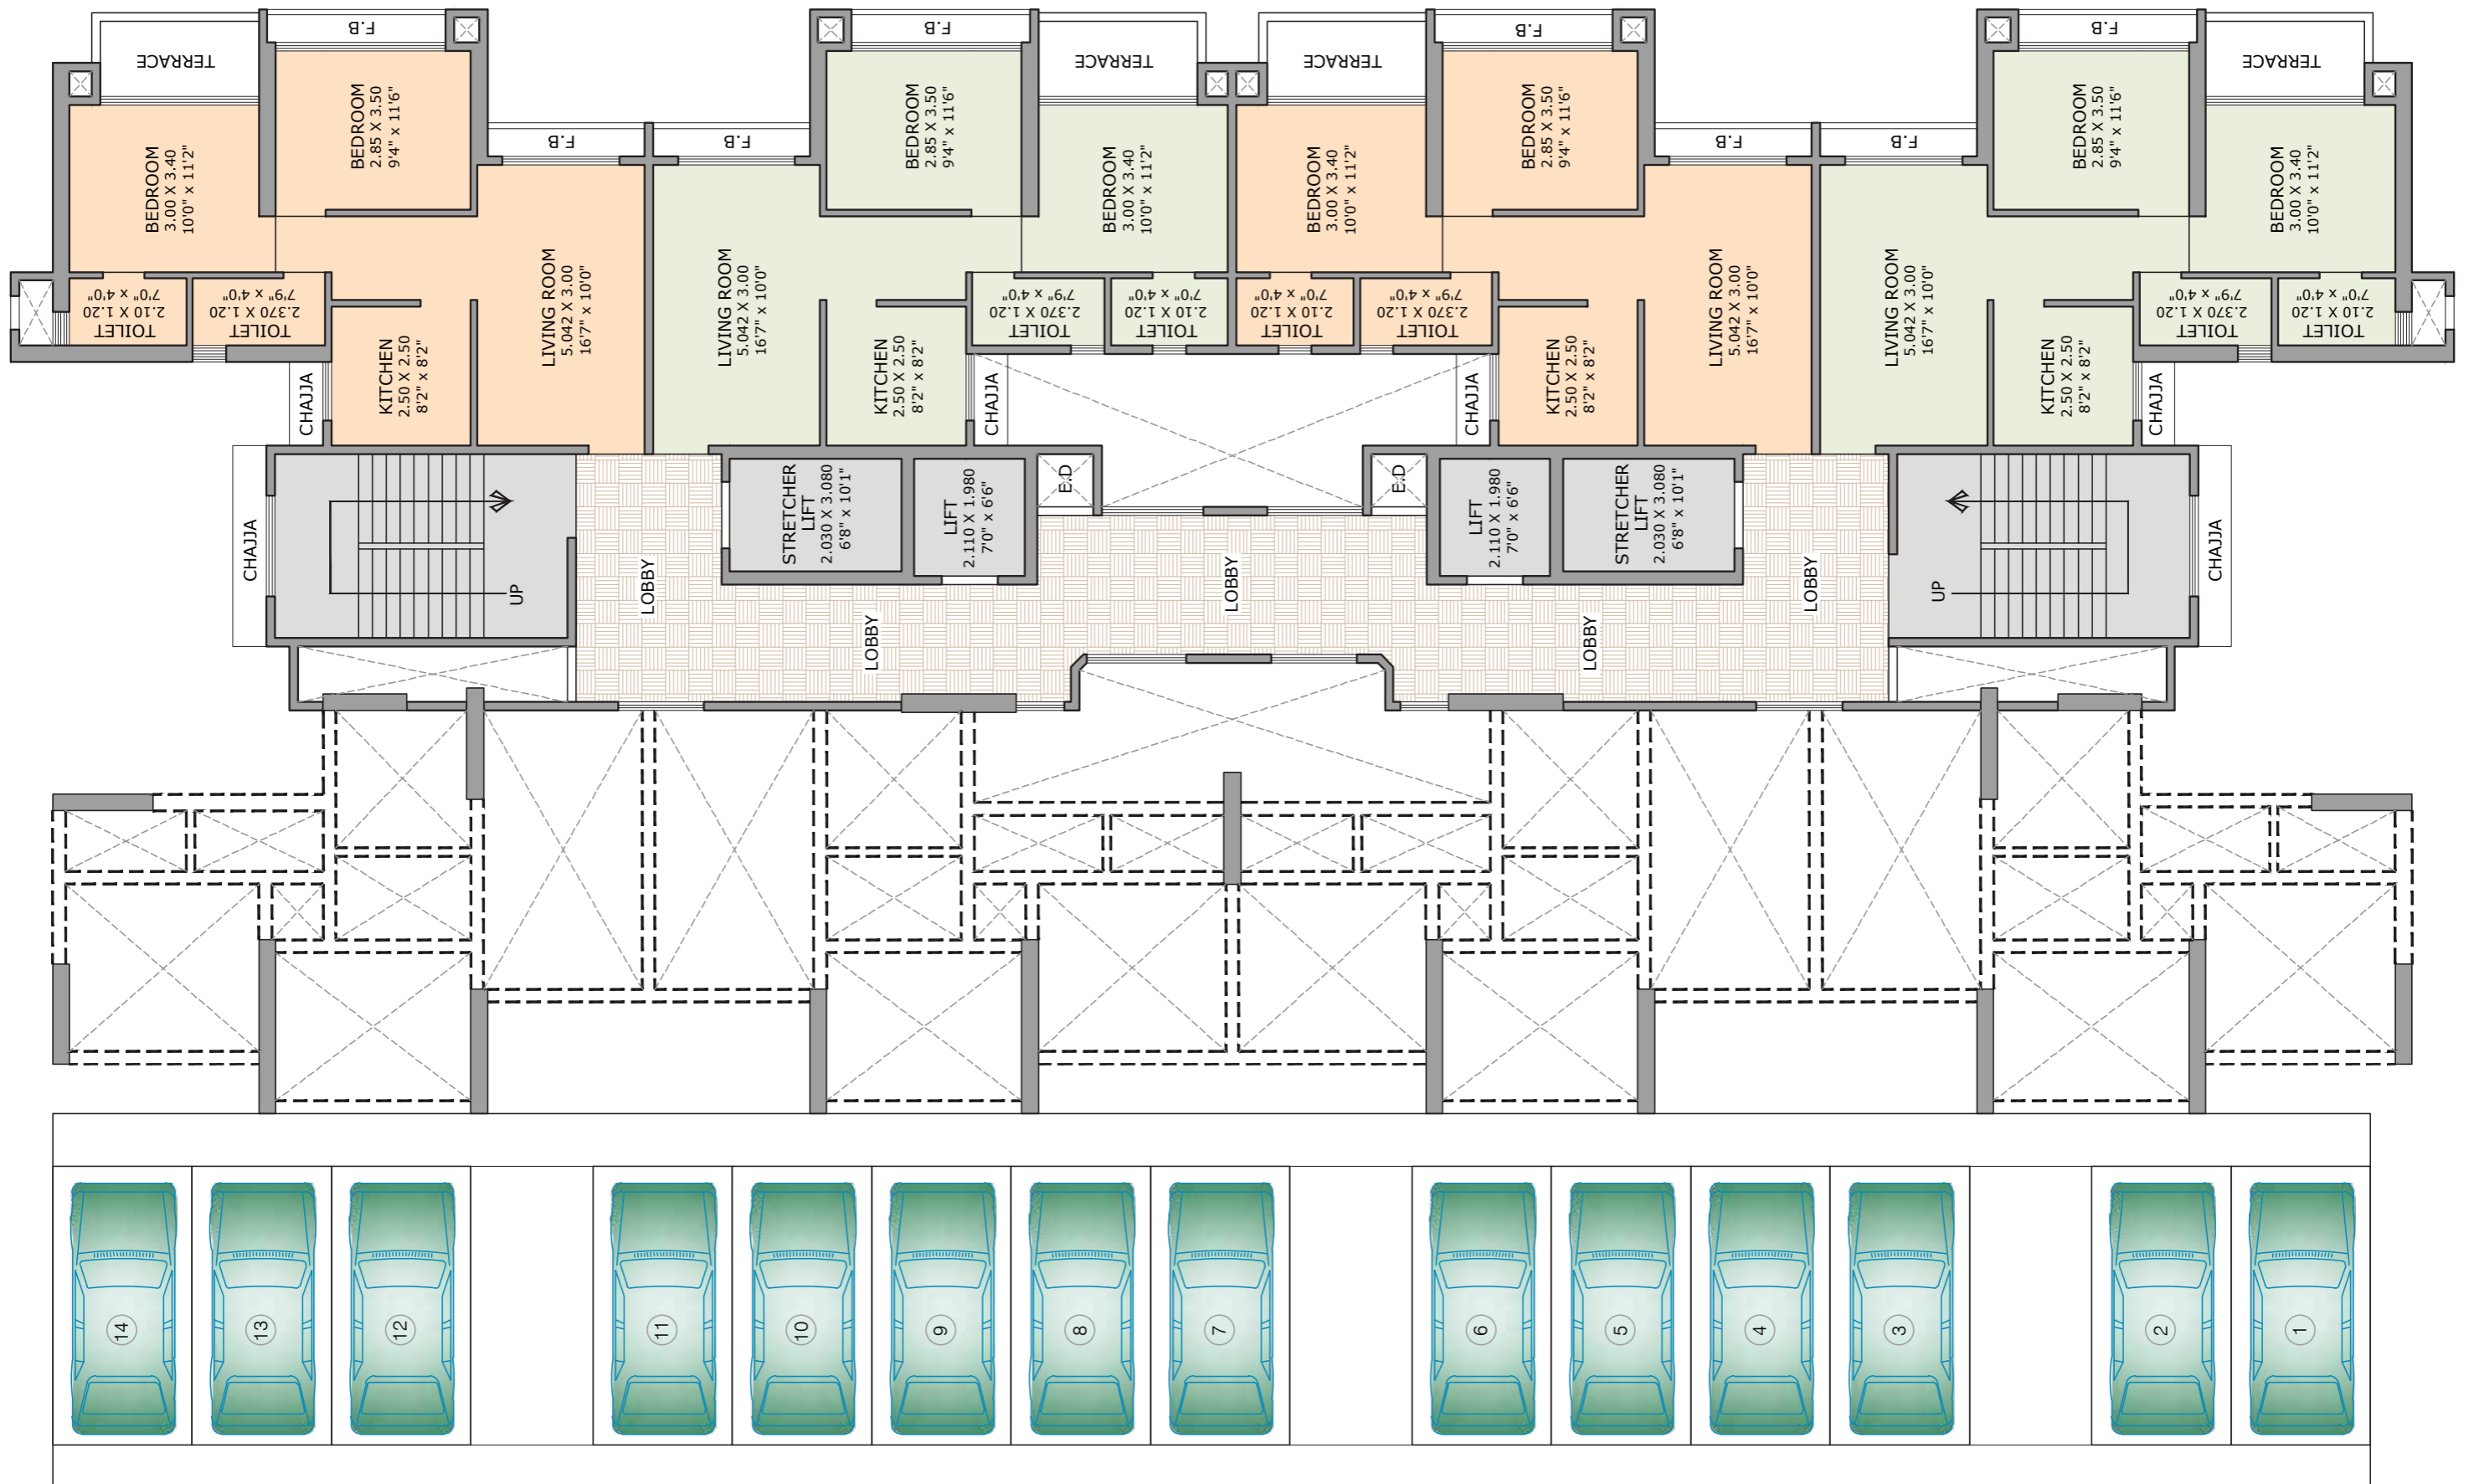 F.B
F.B
F.B
F.B
TERRACE
TERRACE
TERRACE
TERRACE
F.B
F.B
F.B
F.B
BEDROOM
3.00 X 3.40
10'0" x 11'2"
BEDROOM
2.85 X 3.50
9'4" x 11'6"
BEDROOM
2.85 X 3.50
9'4" x 11'6"
BEDROOM
3.00 X 3.40
10'0" x 11'2"
BEDROOM
3.00 X 3.40
10'0" x 11'2"
BEDROOM
2.85 X 3.50
9'4" x 11'6"
BEDROOM
2.85 X 3.50
9'4" x 11'6"
BEDROOM
3.00 X 3.40
10'0" x 11'2"
TOILET
2.10 X 1.20
7'0" x 4'0"
TOILET
2.370 X 1.20
7'9" x 4'0"
LIVING ROOM
5.042 X 3.00
16'7" x 10'0"
LIVING ROOM
5.042 X 3.00
16'7" x 10'0"
TOILET
2.370 X 1.20
7'9" x 4'0"
TOILET
2.10 X 1.20
7'0" x 4'0"
TOILET
2.10 X 1.20
7'0" x 4'0"
TOILET
2.370 X 1.20
7'9" x 4'0"
LIVING ROOM
5.042 X 3.00
16'7" x 10'0"
LIVING ROOM
5.042 X 3.00
16'7" x 10'0"
TOILET
2.370 X 1.20
7'9" x 4'0"
TOILET
2.10 X 1.20
7'0" x 4'0"
CHAJJA
KITCHEN
2.50 X 2.50
8'2" x 8'2"
KITCHEN
2.50 X 2.50
8'2" x 8'2"
CHAJJA
CHAJJA
KITCHEN
2.50 X 2.50
8'2" x 8'2"
KITCHEN
2.50 X 2.50
8'2" x 8'2"
CHAJJA
CHAJJA
UP
LOBBY
STRETCHER
LIFT
2.030 X 3.080
6'8" x 10'1"
LIFT
2.110 X 1.980
7'0" x 6'6"
E.D
LOBBY
E.D
LIFT
2.110 X 1.980
7'0" x 6'6"
STRETCHER
LIFT
2.030 X 3.080
6'8" x 10'1"
LOBBY
UP
CHAJJA
LOBBY
LOBBY
14
13
12
11
10
9
8
7
6
5
4
3
2
1